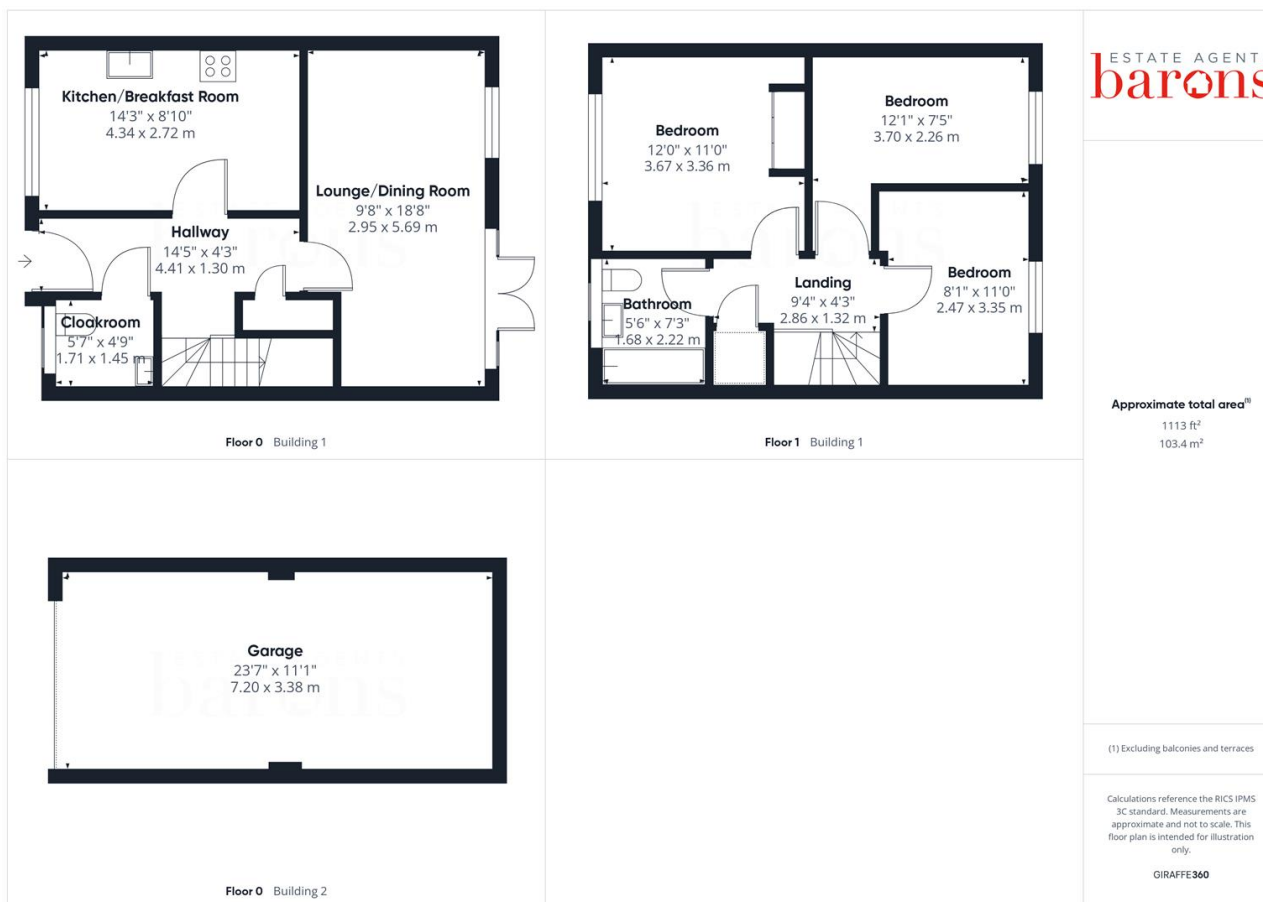 Kitchen/Breakfast Room
14'3" x 8'10"
4.34 x 2.72 m
Lounge/Dining Room
9'8" x 18'8"
2.95 x 5.69 m
Hallway
14'5" x 4'3"
4.41 x 1.30 m
Cloakroom
5'7" x 4'9"
1.71 x 1.45 m
Floor 0 Building 1
Bedroom
12'0" x 11'0"
3.67 x 3.36 m
Bedroom
12'1" x 7'5"
3.70 x 2.26 m
Bedroom
8'1" x 11'0"
2.47 x 3.35 m
Landing
9'4" x 4'3"
2.86 x 1.32 m
Bathroom
5'6" x 7'3"
1.68 x 2.22 m
Floor 1 Building 1
Garage
23'7" x 11'1"
7.20 x 3.38 m
Floor 0 Building 2
ESTATE AGENT
barons
Approximate total area(1)
1113 ft²
103.4 m²
(1) Excluding balconies and terraces
Calculations reference the RICS IPMS
3C standard. Measurements are
approximate and not to scale. This
floor plan is intended for illustration
only.
GIRAFFE360